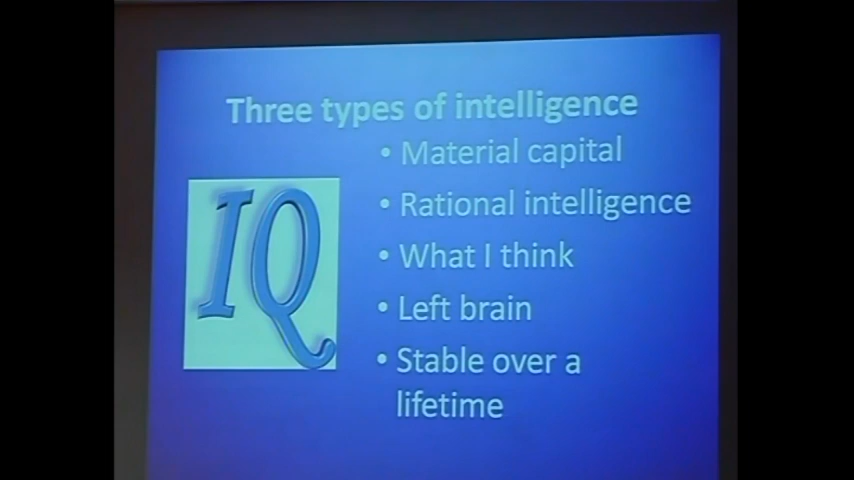 Three types of intelligence
IQ
• Material capital
• Rational intelligence
• What I think
• Left brain
• Stable over a
lifetime